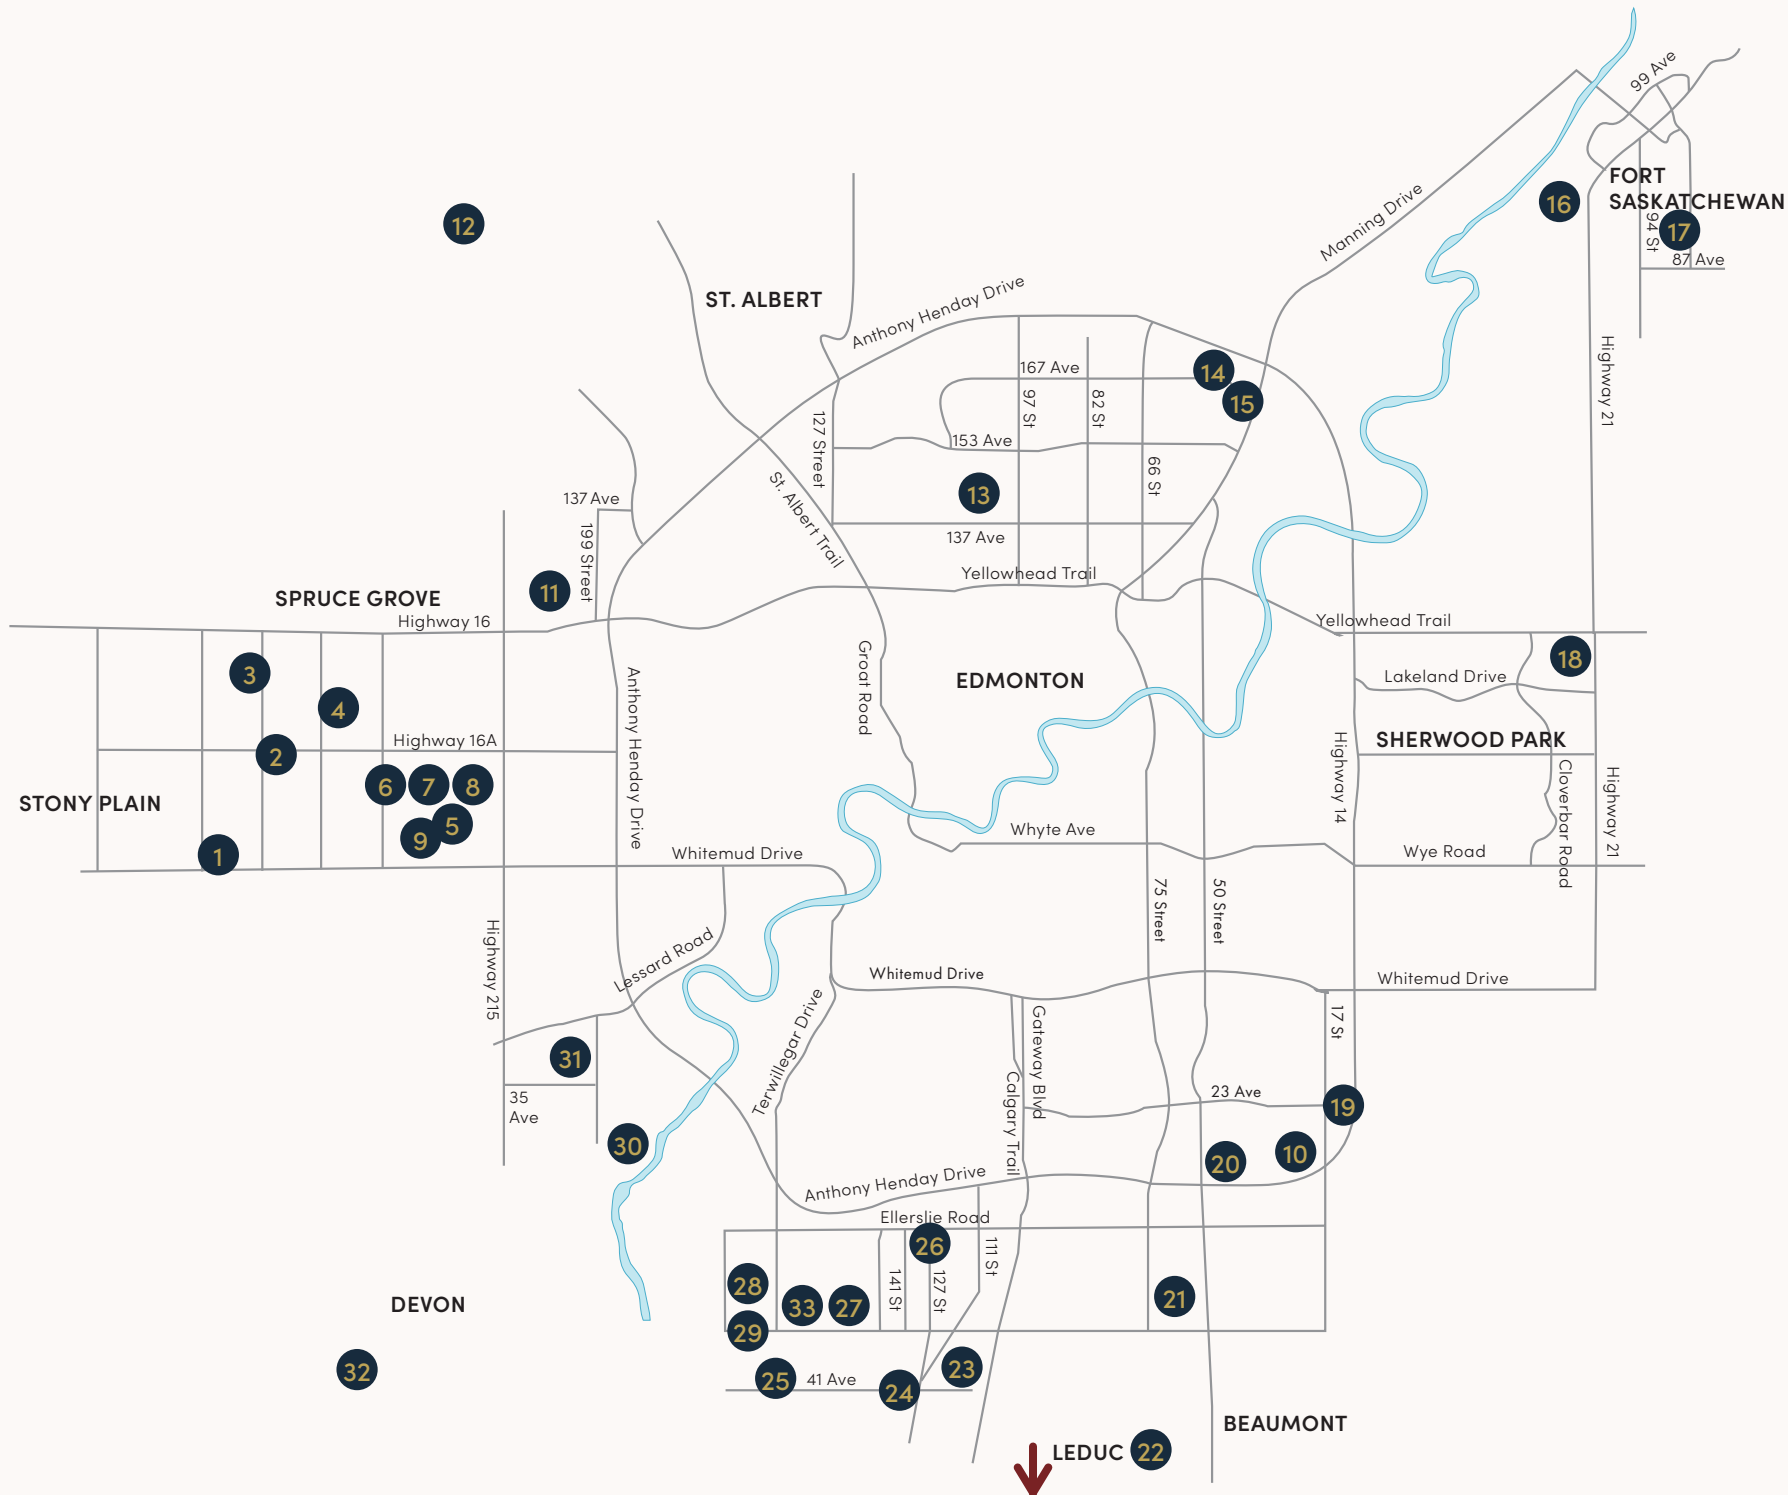 99 Ave
FORT
SASKATCHEWAN
16
17
94 St
87 Ave
Manning Drive
12
ST. ALBERT
Anthony Henday Drive
167 Ave
14
15
97 St
82 St
127 Street
153 Ave
66 St
Highway 21
St. Albert Trail
13
137 Ave
137 Ave
199 Street
Yellowhead Trail
11
SPRUCE GROVE
Highway 16
Yellowhead Trail
3
4
2
Highway 16A
Anthony Henday Drive
Groat Road
EDMONTON
18
Lakeland Drive
SHERWOOD PARK
Highway 14
Cloverbar Road
Highway 21
STONY PLAIN
6
7
8
5
9
1
Whitemud Drive
Whyte Ave
Wye Road
75 Street
50 Street
Highway 215
Lessard Road
Whitemud Drive
Whitemud Drive
Terwillegar Drive
Gateway Blvd
Calgary Trail
17 St
31
35
Ave
23 Ave
19
30
20
10
Anthony Henday Drive
Ellerslie Road
26
111 St
141 St
127 St
28
33
27
29
21
DEVON
32
25
41 Ave
24
23
BEAUMONT
LEDUC
22